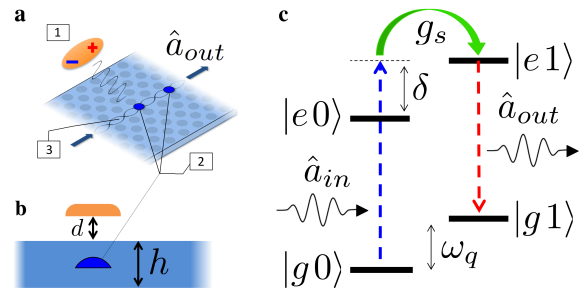 a
1
+
−
â_out
3
2
b
d
h
c
g_s
|e1⟩
δ
|e0⟩
â_out
â_in
|g1⟩
ω_q
|g0⟩